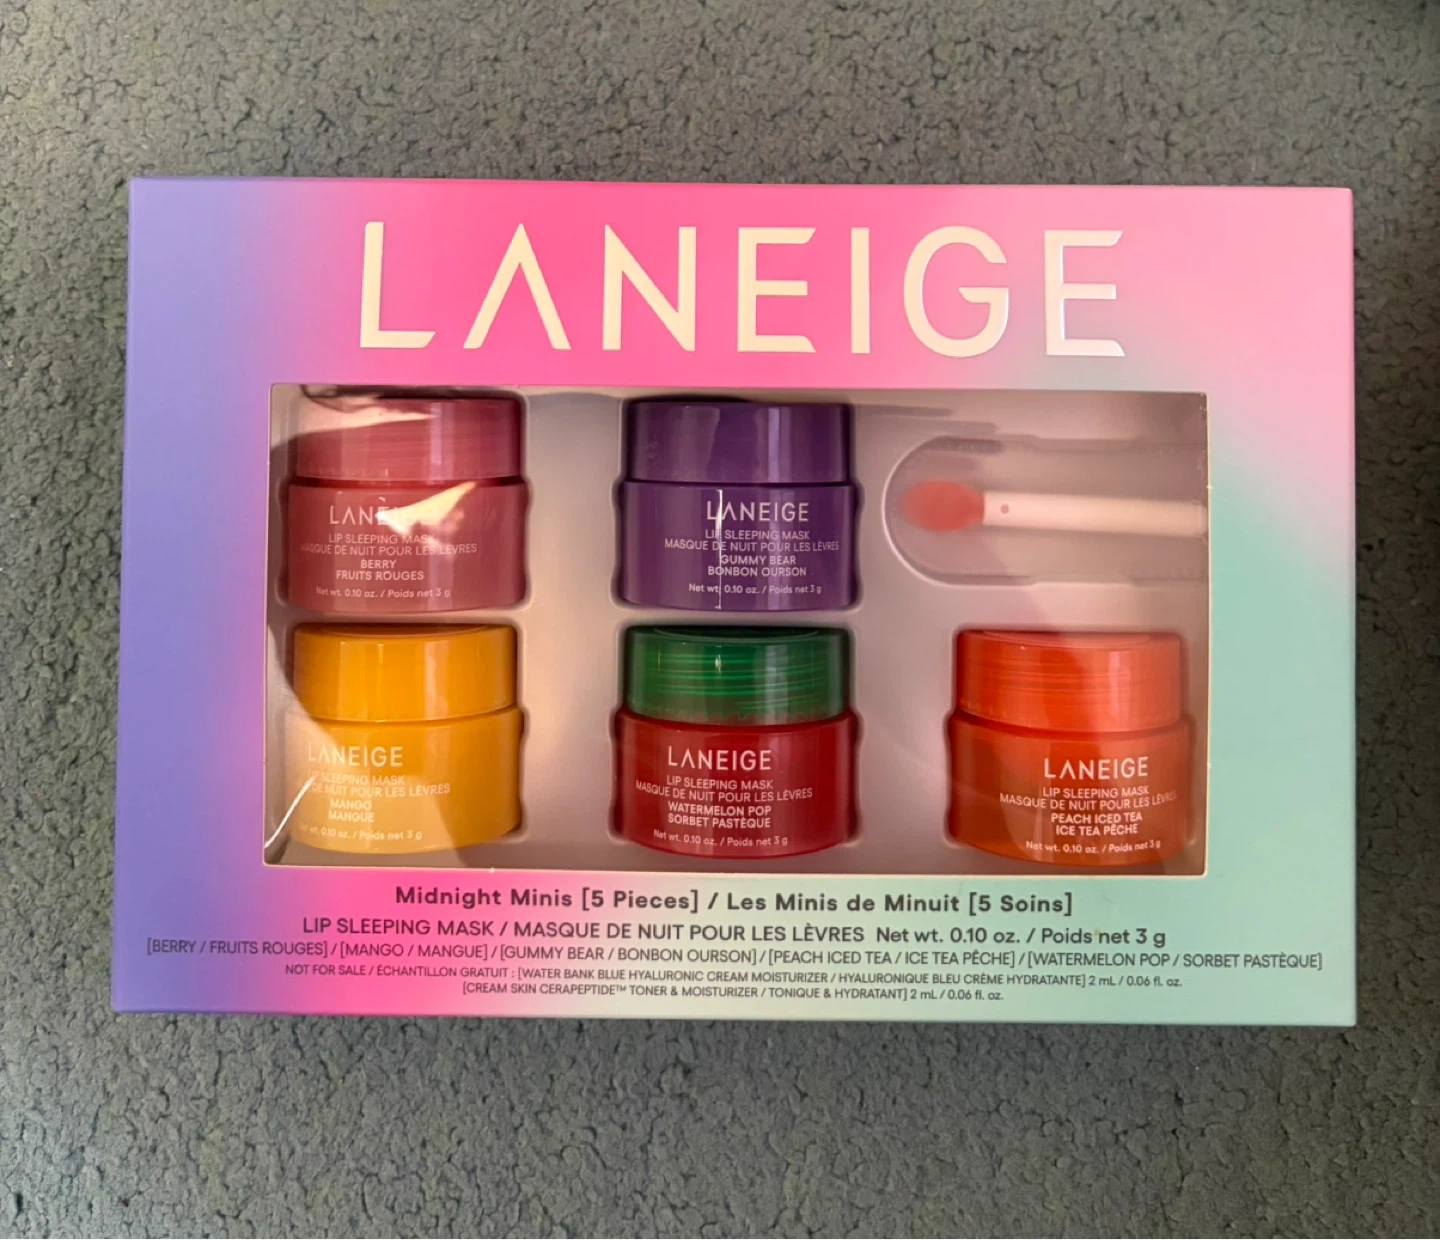 LANEIGE
LANEIGE
LIP SLEEPING MASK
MASQUE DE NUIT POUR LES LÈVRES
BERRY
FRUITS ROUGES
Net wt. 0.10 oz. / Poids net 3 g
LANEIGE
LIP SLEEPING MASK
MASQUE DE NUIT POUR LES LÈVRES
GUMMY BEAR
BONBON OURSON
Net wt. 0.10 oz. / Poids net 3 g
LANEIGE
LIP SLEEPING MASK
DE NUIT POUR LES LÈVRES
MANGO
MANGUE
Net wt. 0.10 oz. / Poids net 3 g
LANEIGE
LIP SLEEPING MASK
MASQUE DE NUIT POUR LES LÈVRES
WATERMELON POP
SORBET PASTÈQUE
Net wt. 0.10 oz. / Poids net 3 g
LANEIGE
LIP SLEEPING MASK
MASQUE DE NUIT POUR LES LÈVRES
PEACH ICED TEA
ICE TEA PÊCHE
Net wt. 0.10 oz. / Poids net 3 g
Midnight Minis [5 Pieces] / Les Minis de Minuit [5 Soins]
LIP SLEEPING MASK / MASQUE DE NUIT POUR LES LÈVRES Net wt. 0.10 oz. / Poids net 3 g
[BERRY / FRUITS ROUGES] / [MANGO / MANGUE] / [GUMMY BEAR / BONBON OURSON] / [PEACH ICED TEA / ICE TEA PÊCHE] / [WATERMELON POP / SORBET PASTÈQUE]
NOT FOR SALE / ÉCHANTILLON GRATUIT : [WATER BANK BLUE HYALURONIC CREAM MOISTURIZER / HYALURONIQUE BLEU CRÈME HYDRATANTE] 2 mL / 0.06 fl. oz.
[CREAM SKIN CERAPEPTIDE™ TONER & MOISTURIZER / TONIQUE & HYDRATANT] 2 mL / 0.06 fl. oz.